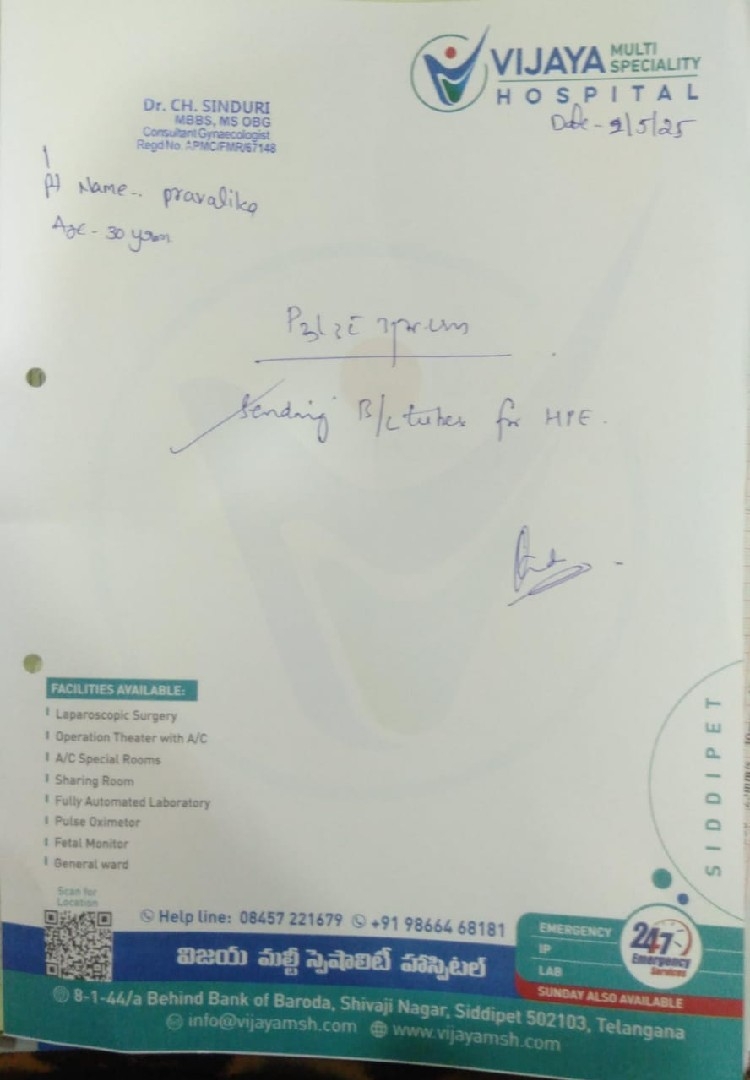 VIJAYA MULTI SPECIALITY
HOSPITAL
Date - 9/5/25
Dr. CH. SINDURI
MBBS, MS OBG
Consultant Gynaecologist
Regd No. APMC/FMR/67148
Pt Name - pravalika
Age - 30 years
P3L3
Sending B/L tubes for HPE.
FACILITIES AVAILABLE:
Laparoscopic Surgery
Operation Theater with A/C
A/C Special Rooms
Sharing Room
Fully Automated Laboratory
Pulse Oximetor
Fetal Monitor
General ward
SIDDIPET
Scan for
Location
Help line: 08457 221679 +91 98664 68181
విజయ మల్టీ స్పెషాలిటీ హాస్పిటల్
EMERGENCY
IP
LAB
SUNDAY ALSO AVAILABLE
24*7
Emergency
Services
8-1-44/a Behind Bank of Baroda, Shivaji Nagar, Siddipet 502103, Telangana
info@vijayamsh.com www.vijayamsh.com